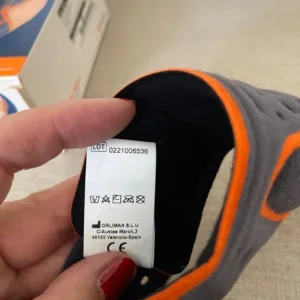 LOT 0221006536
ORLIMAN S.L.U.
C/Ausias March,3
46185 Valencia-Spain
CE